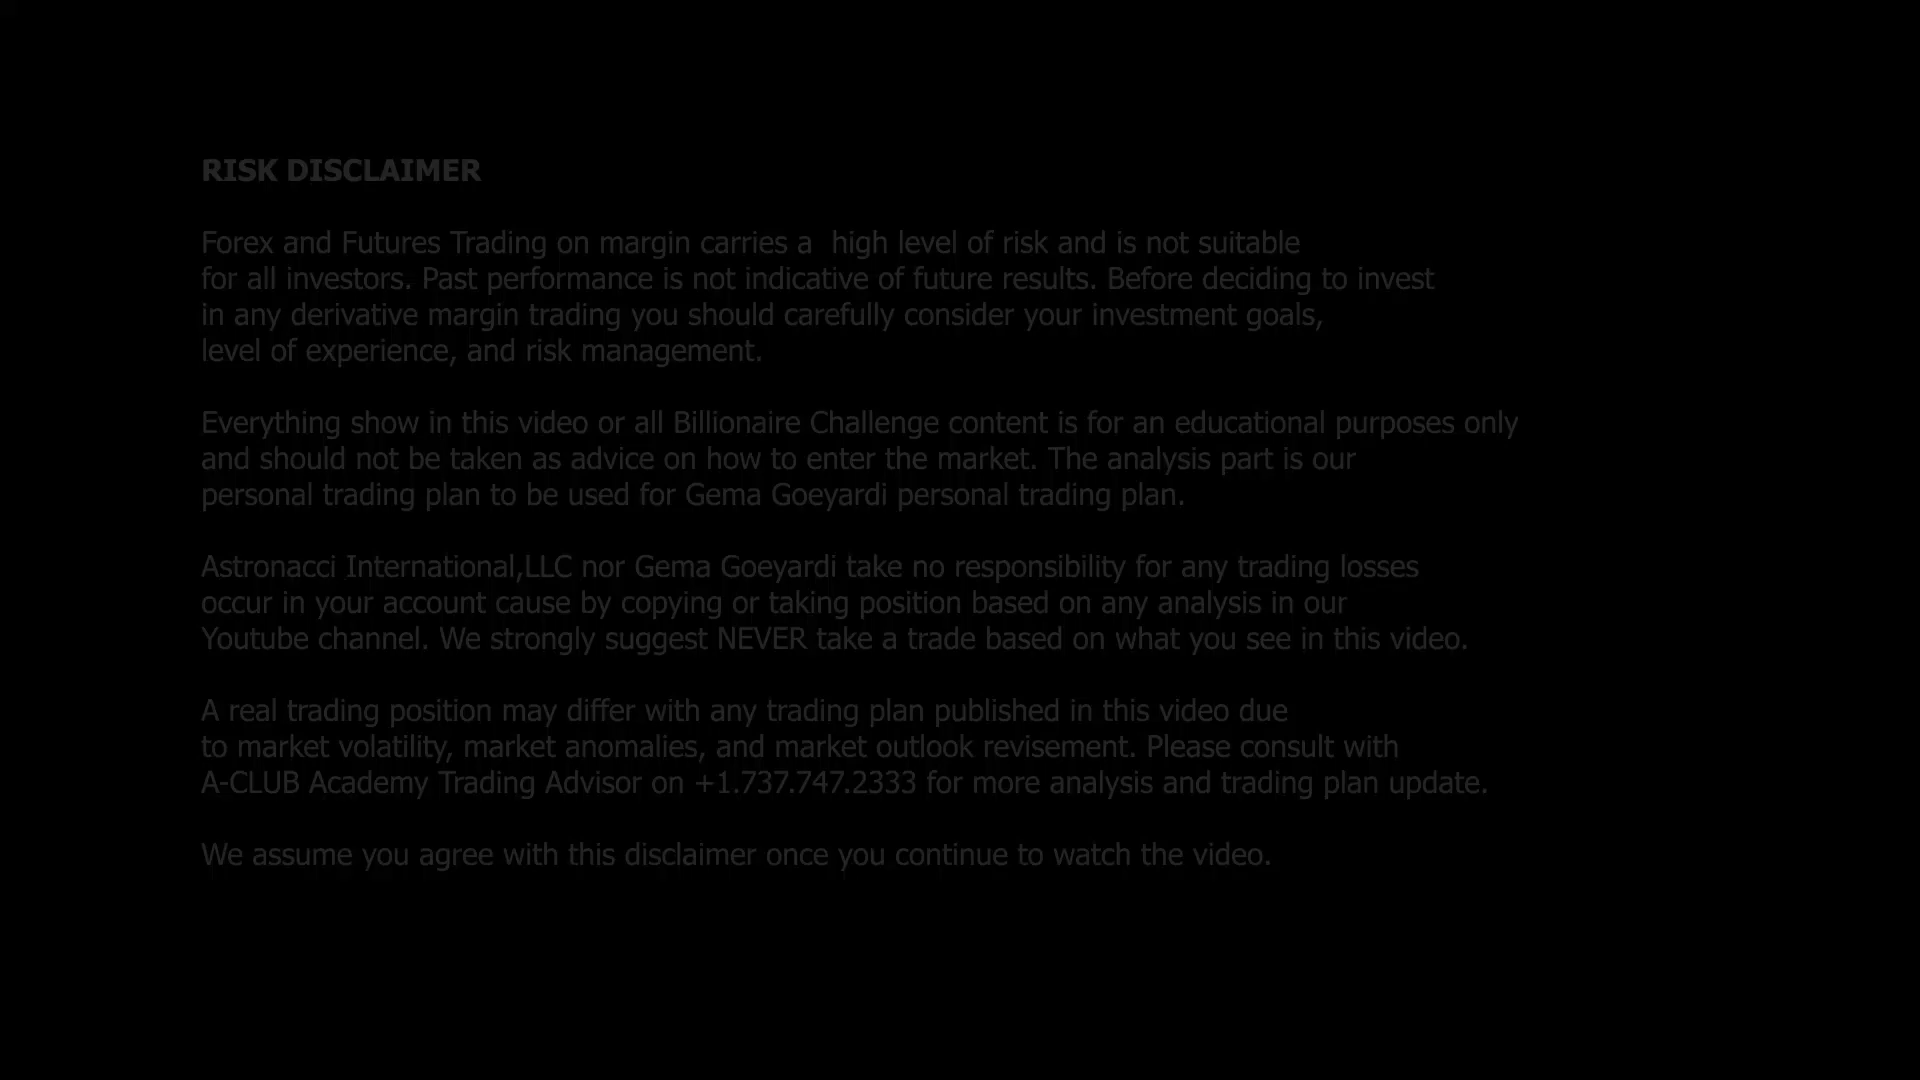 RISK DISCLAIMER
Forex and Futures Trading on margin carries a  high level of risk and is not suitable
for all investors. Past performance is not indicative of future results. Before deciding to invest
in any derivative margin trading you should carefully consider your investment goals,
level of experience, and risk management.
Everything show in this video or all Billionaire Challenge content is for an educational purposes only
and should not be taken as advice on how to enter the market. The analysis part is our
personal trading plan to be used for Gema Goeyardi personal trading plan.
Astronacci International,LLC nor Gema Goeyardi take no responsibility for any trading losses
occur in your account cause by copying or taking position based on any analysis in our
Youtube channel. We strongly suggest NEVER take a trade based on what you see in this video.
A real trading position may differ with any trading plan published in this video due
to market volatility, market anomalies, and market outlook revisement. Please consult with
A-CLUB Academy Trading Advisor on +1.737.747.2333 for more analysis and trading plan update.
We assume you agree with this disclaimer once you continue to watch the video.